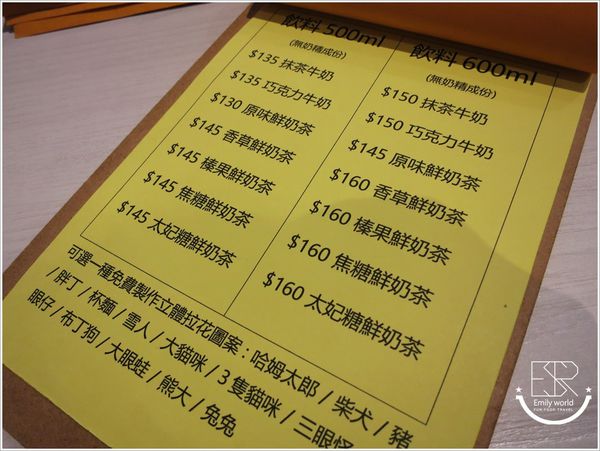 飲料 500ml
(無奶精成份)
$135 抹茶牛奶
$135 巧克力牛奶
$130 原味鮮奶茶
$145 香草鮮奶茶
$145 榛果鮮奶茶
$145 焦糖鮮奶茶
$145 太妃糖鮮奶茶
飲料 600ml
(無奶精成份)
$150 抹茶牛奶
$150 巧克力牛奶
$145 原味鮮奶茶
$160 香草鮮奶茶
$160 榛果鮮奶茶
$160 焦糖鮮奶茶
$160 太妃糖鮮奶茶
可選一種免費製作立體拉花圖案：哈姆太郎 / 柴犬 / 豬
/ 胖丁 / 杯麵 / 雪人 / 大貓咪 / 3 隻貓咪 / 三眼怪
眼仔 / 布丁狗 / 大眼蛙 / 熊大 / 兔兔
Emily world
FUN FOOD TRAVEL